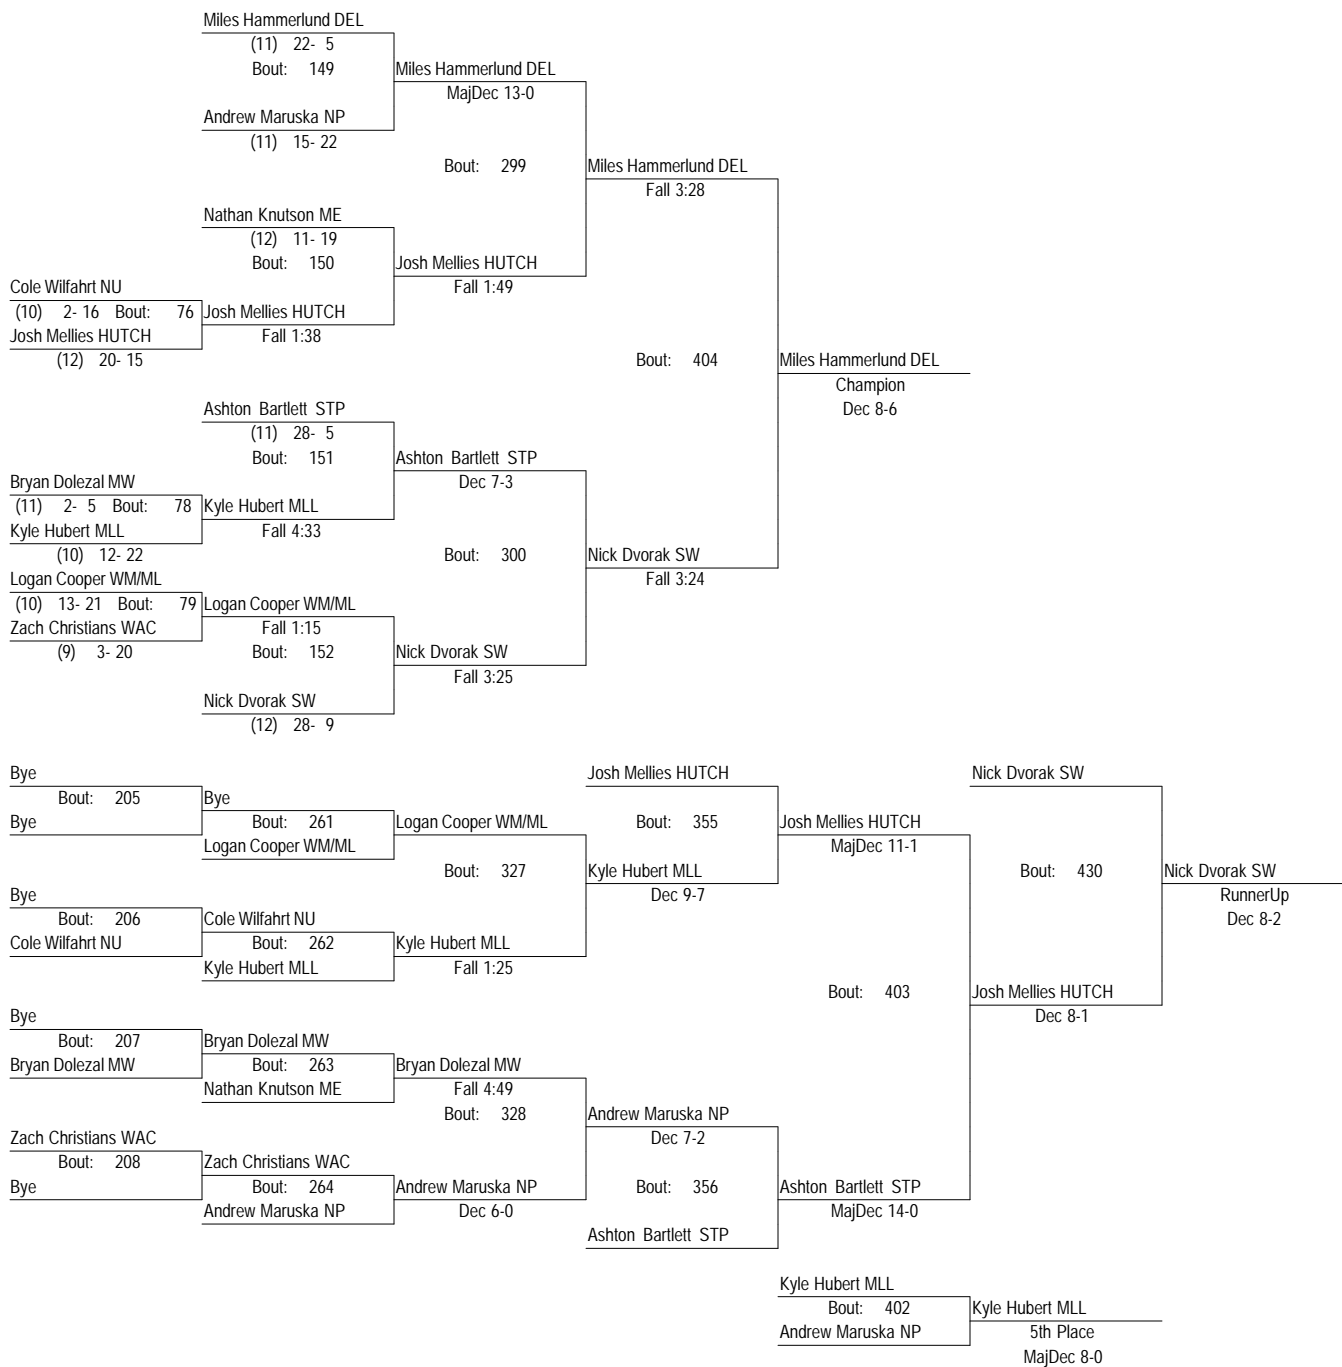 Miles Hammerlund DEL
(11) 22- 5
Bout: 149
Miles Hammerlund DEL
MajDec 13-0
Andrew Maruska NP
(11) 15- 22
Bout: 299
Miles Hammerlund DEL
Fall 3:28
Nathan Knutson ME
(12) 11- 19
Bout: 150
Josh Mellies HUTCH
Fall 1:49
Cole Wilfahrt NU
(10) 2- 16 Bout: 76
Josh Mellies HUTCH
Josh Mellies HUTCH
Fall 1:38
(12) 20- 15
Bout: 404
Miles Hammerlund DEL
Champion
Dec 8-6
Ashton Bartlett STP
(11) 28- 5
Bout: 151
Ashton Bartlett STP
Dec 7-3
Bryan Dolezal MW
(11) 2- 5 Bout: 78
Kyle Hubert MLL
Kyle Hubert MLL
Fall 4:33
(10) 12- 22
Bout: 300
Nick Dvorak SW
Fall 3:24
Logan Cooper WM/ML
(10) 13- 21 Bout: 79
Logan Cooper WM/ML
Zach Christians WAC
Fall 1:15
(9) 3- 20
Bout: 152
Nick Dvorak SW
Fall 3:25
Nick Dvorak SW
(12) 28- 9
Bye
Josh Mellies HUTCH
Nick Dvorak SW
Bout: 205
Bye
Bye
Bout: 261
Logan Cooper WM/ML
Bout: 355
Josh Mellies HUTCH
Logan Cooper WM/ML
MajDec 11-1
Bout: 327
Kyle Hubert MLL
Bout: 430
Nick Dvorak SW
Bye
Dec 9-7
RunnerUp
Bout: 206
Cole Wilfahrt NU
Dec 8-2
Cole Wilfahrt NU
Bout: 262
Kyle Hubert MLL
Kyle Hubert MLL
Fall 1:25
Bout: 403
Josh Mellies HUTCH
Dec 8-1
Bye
Bout: 207
Bryan Dolezal MW
Bryan Dolezal MW
Bout: 263
Bryan Dolezal MW
Nathan Knutson ME
Fall 4:49
Bout: 328
Andrew Maruska NP
Dec 7-2
Zach Christians WAC
Bout: 208
Zach Christians WAC
Bye
Bout: 264
Andrew Maruska NP
Bout: 356
Ashton Bartlett STP
Andrew Maruska NP
Dec 6-0
MajDec 14-0
Ashton Bartlett STP
Kyle Hubert MLL
Bout: 402
Kyle Hubert MLL
Andrew Maruska NP
5th Place
MajDec 8-0